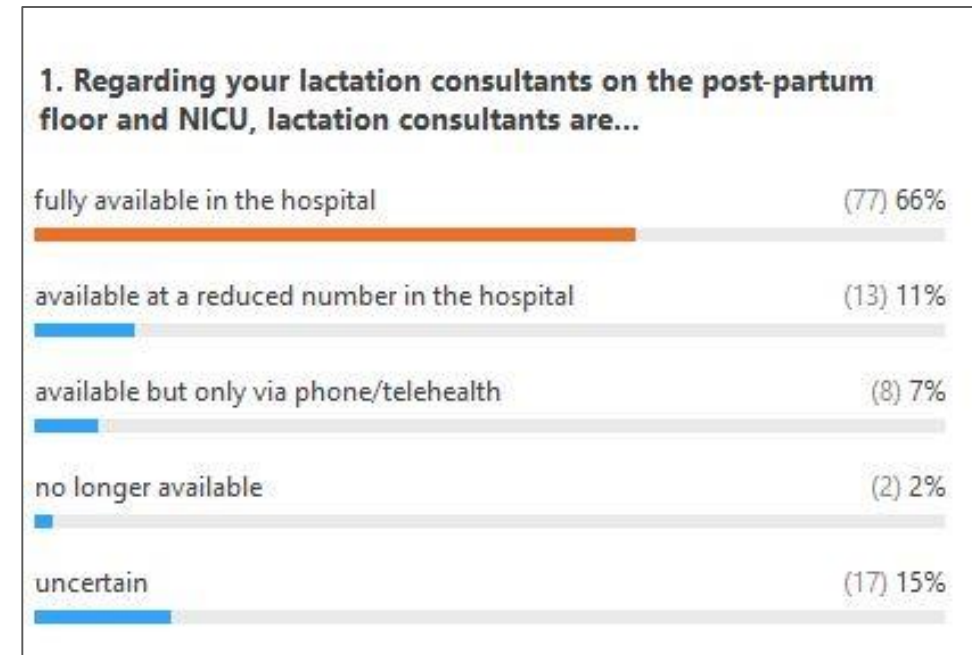 1. Regarding your lactation consultants on the post-partum
floor and NICU, lactation consultants are...
fully available in the hospital (77) 66%
available at a reduced number in the hospital (13) 11%
available but only via phone/telehealth (8) 7%
no longer available (2) 2%
uncertain (17) 15%